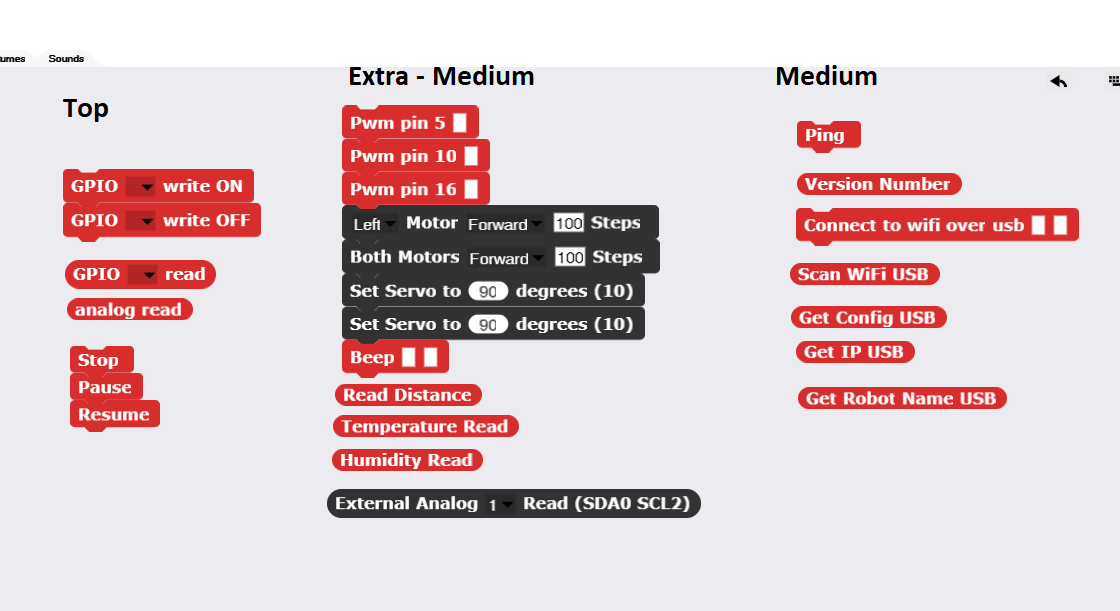 Sounds
Top
GPIO write ON
GPIO write OFF
GPIO read
analog read
Stop
Pause
Resume
Extra - Medium
Pwm pin 5
Pwm pin 10
Pwm pin 16
Left Motor Forward 100 Steps
Both Motors Forward 100 Steps
Set Servo to 90 degrees (10)
Set Servo to 90 degrees (10)
Beep
Read Distance
Temperature Read
Humidity Read
External Analog 1 Read (SDA0 SCL2)
Medium
Ping
Version Number
Connect to wifi over usb
Scan WiFi USB
Get Config USB
Get IP USB
Get Robot Name USB